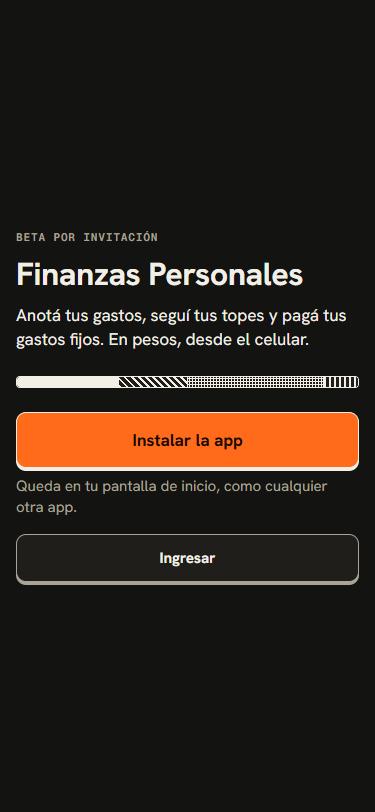 BETA POR INVITACIÓN
Finanzas Personales
Anotá tus gastos, seguí tus topes y pagá tus
gastos fijos. En pesos, desde el celular.
Instalar la app
Queda en tu pantalla de inicio, como cualquier
otra app.
Ingresar